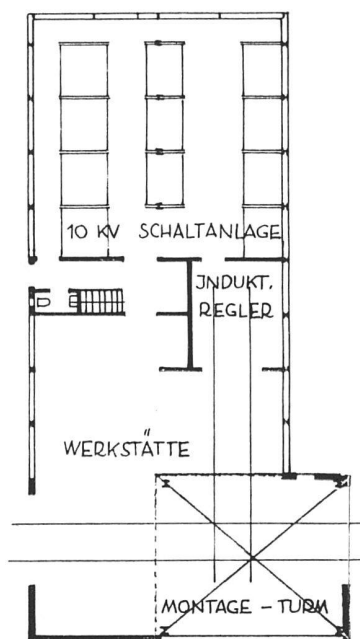 10 KV SCHALTANLAGE
JNDUKT.
REGLER
WERKSTÄTTE
MONTAGE – TURM